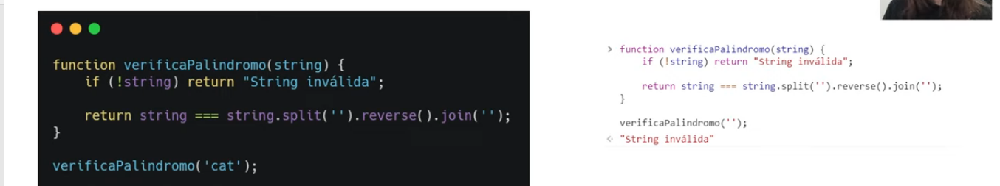 function verificaPalindromo(string) {
    if (!string) return "String inválida";
    return string === string.split('').reverse().join('');
}
verificaPalindromo('cat');
> function verificaPalindromo(string) {
    if (!string) return "String inválida";
    return string === string.split('').reverse().join('');
}
verificaPalindromo('');
< "String inválida"